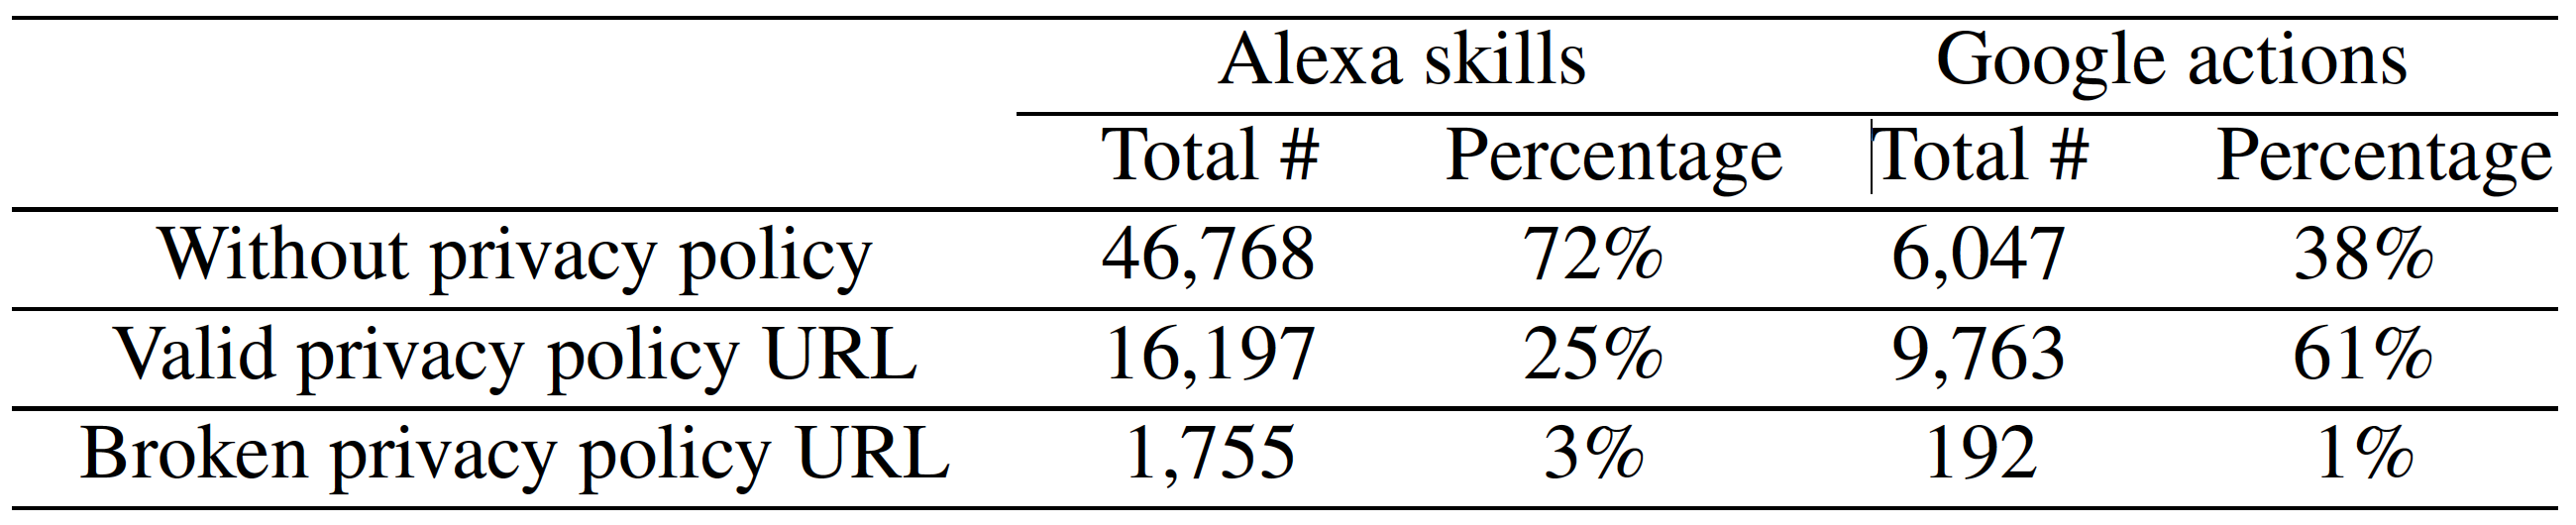 Alexa skills Google actions
Total # Percentage Total # Percentage
Without privacy policy 46,768 72% 6,047 38%
Valid privacy policy URL 16,197 25% 9,763 61%
Broken privacy policy URL 1,755 3% 192 1%